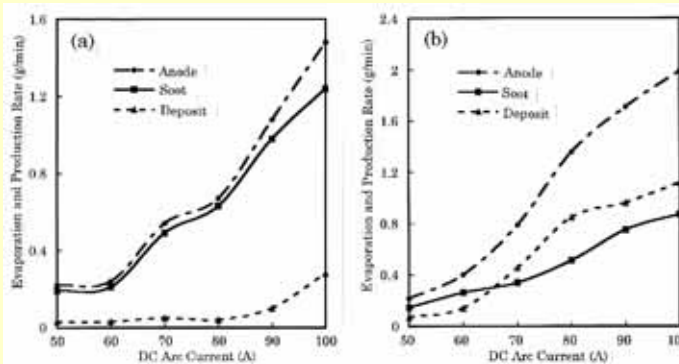 (a)
Anode
Soot
Deposit
Evaporation and Production Rate (g/min)
1.6
1.2
0.8
0.4
0
50 60 70 80 90 100
DC Arc Current (A)
(b)
Anode
Soot
Deposit
Evaporation and Production Rate (g/min)
2.4
2
1.6
1.2
0.8
0.4
0
50 60 70 80 90 10
DC Arc Current (A)